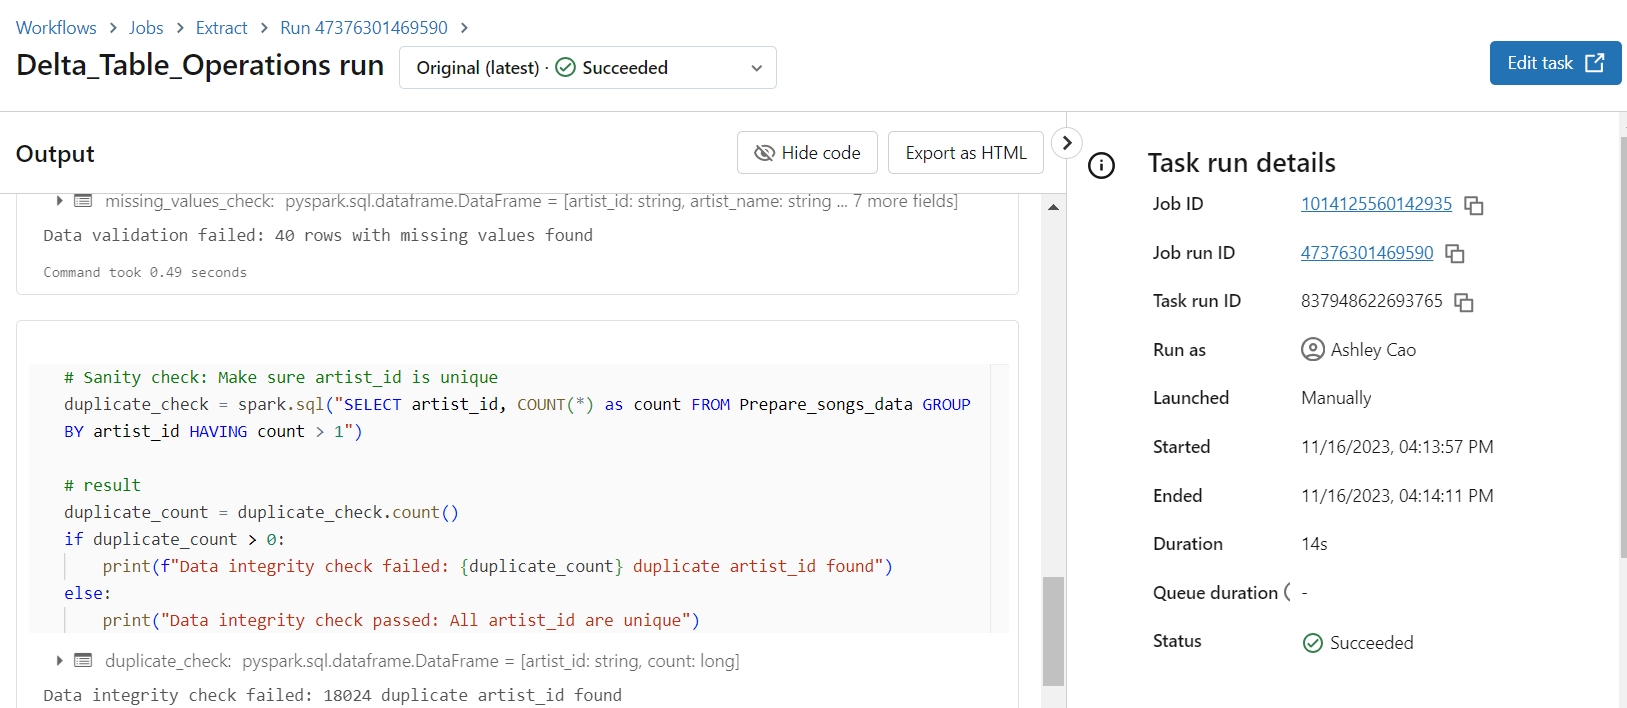 Workflows > Jobs > Extract > Run 47376301469590 >
Delta_Table_Operations run
Original (latest) · Succeeded
Edit task
Output
Hide code
Export as HTML
missing_values_check: pyspark.sql.dataframe.DataFrame = [artist_id: string, artist_name: string ... 7 more fields]
Data validation failed: 40 rows with missing values found
Command took 0.49 seconds
# Sanity check: Make sure artist_id is unique
duplicate_check = spark.sql("SELECT artist_id, COUNT(*) as count FROM Prepare_songs_data GROUP
BY artist_id HAVING count > 1")
# result
duplicate_count = duplicate_check.count()
if duplicate_count > 0:
    print(f"Data integrity check failed: {duplicate_count} duplicate artist_id found")
else:
    print("Data integrity check passed: All artist_id are unique")
duplicate_check: pyspark.sql.dataframe.DataFrame = [artist_id: string, count: long]
Data integrity check failed: 18024 duplicate artist_id found
Task run details
Job ID 1014125560142935
Job run ID 47376301469590
Task run ID 837948622693765
Run as Ashley Cao
Launched Manually
Started 11/16/2023, 04:13:57 PM
Ended 11/16/2023, 04:14:11 PM
Duration 14s
Queue duration -
Status Succeeded